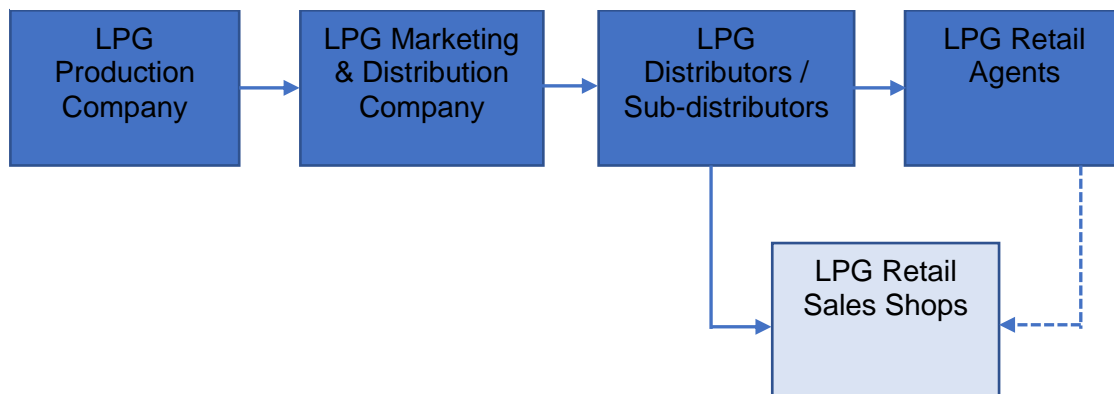 LPG
Production
Company
LPG Marketing
& Distribution
Company
LPG
Distributors /
Sub-distributors
LPG Retail
Agents
LPG Retail
Sales Shops